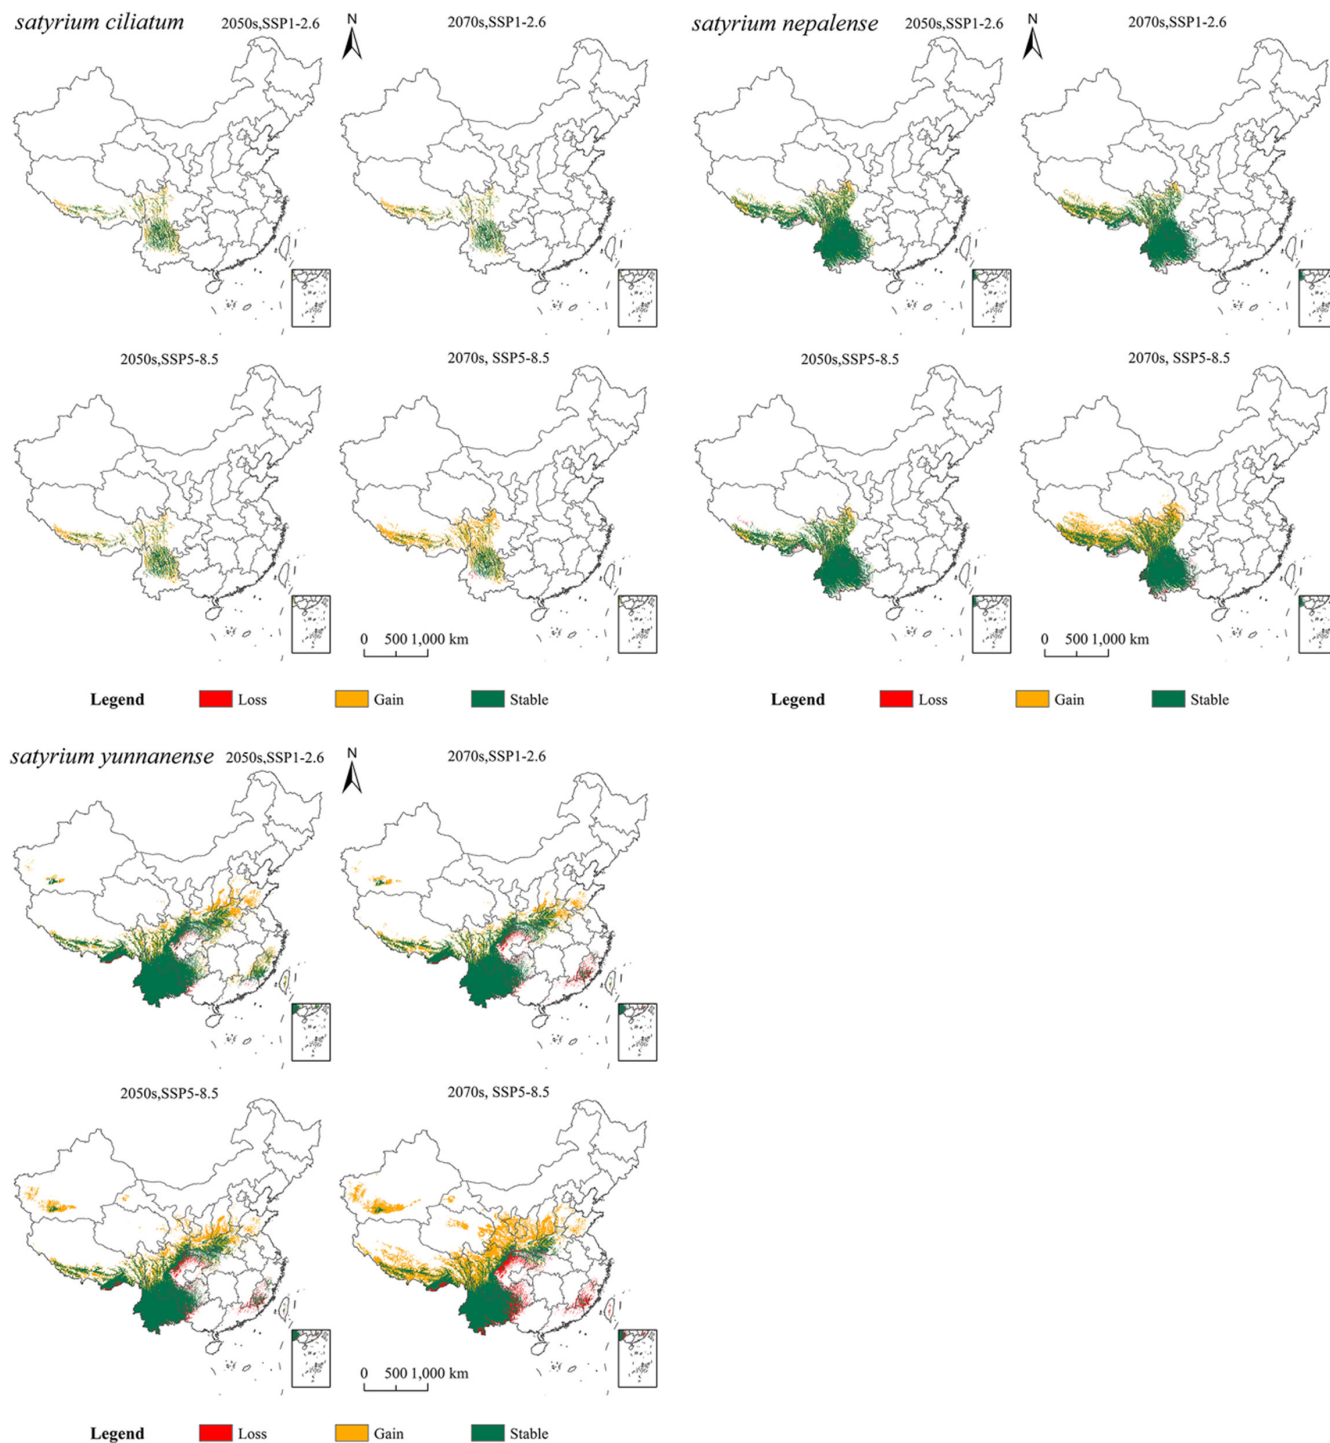 satyrium ciliatum
2050s,SSP1-2.6
N
2070s,SSP1-2.6
2050s,SSP5-8.5
2070s, SSP5-8.5
0 500 1,000 km
Legend Loss Gain Stable
satyrium nepalense
2050s,SSP1-2.6
N
2070s,SSP1-2.6
2050s,SSP5-8.5
2070s, SSP5-8.5
0 500 1,000 km
Legend Loss Gain Stable
satyrium yunnanense
2050s,SSP1-2.6
N
2070s,SSP1-2.6
2050s,SSP5-8.5
2070s, SSP5-8.5
0 500 1,000 km
Legend Loss Gain Stable